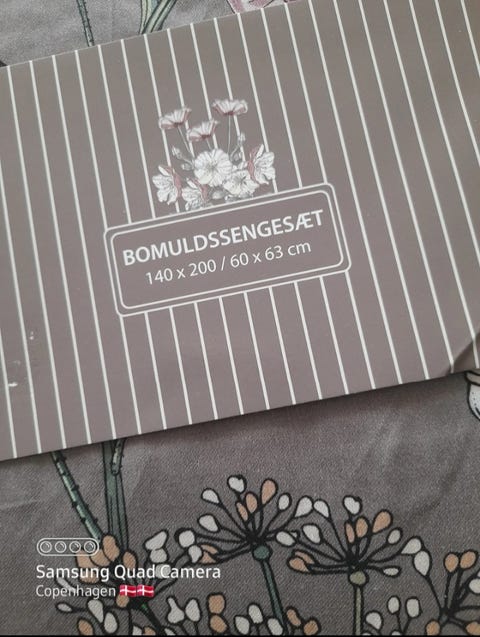 BOMULDSSENGESÆT
140 x 200 / 60 x 63 cm
Samsung Quad Camera
Copenhagen 🇩🇰🇩🇰